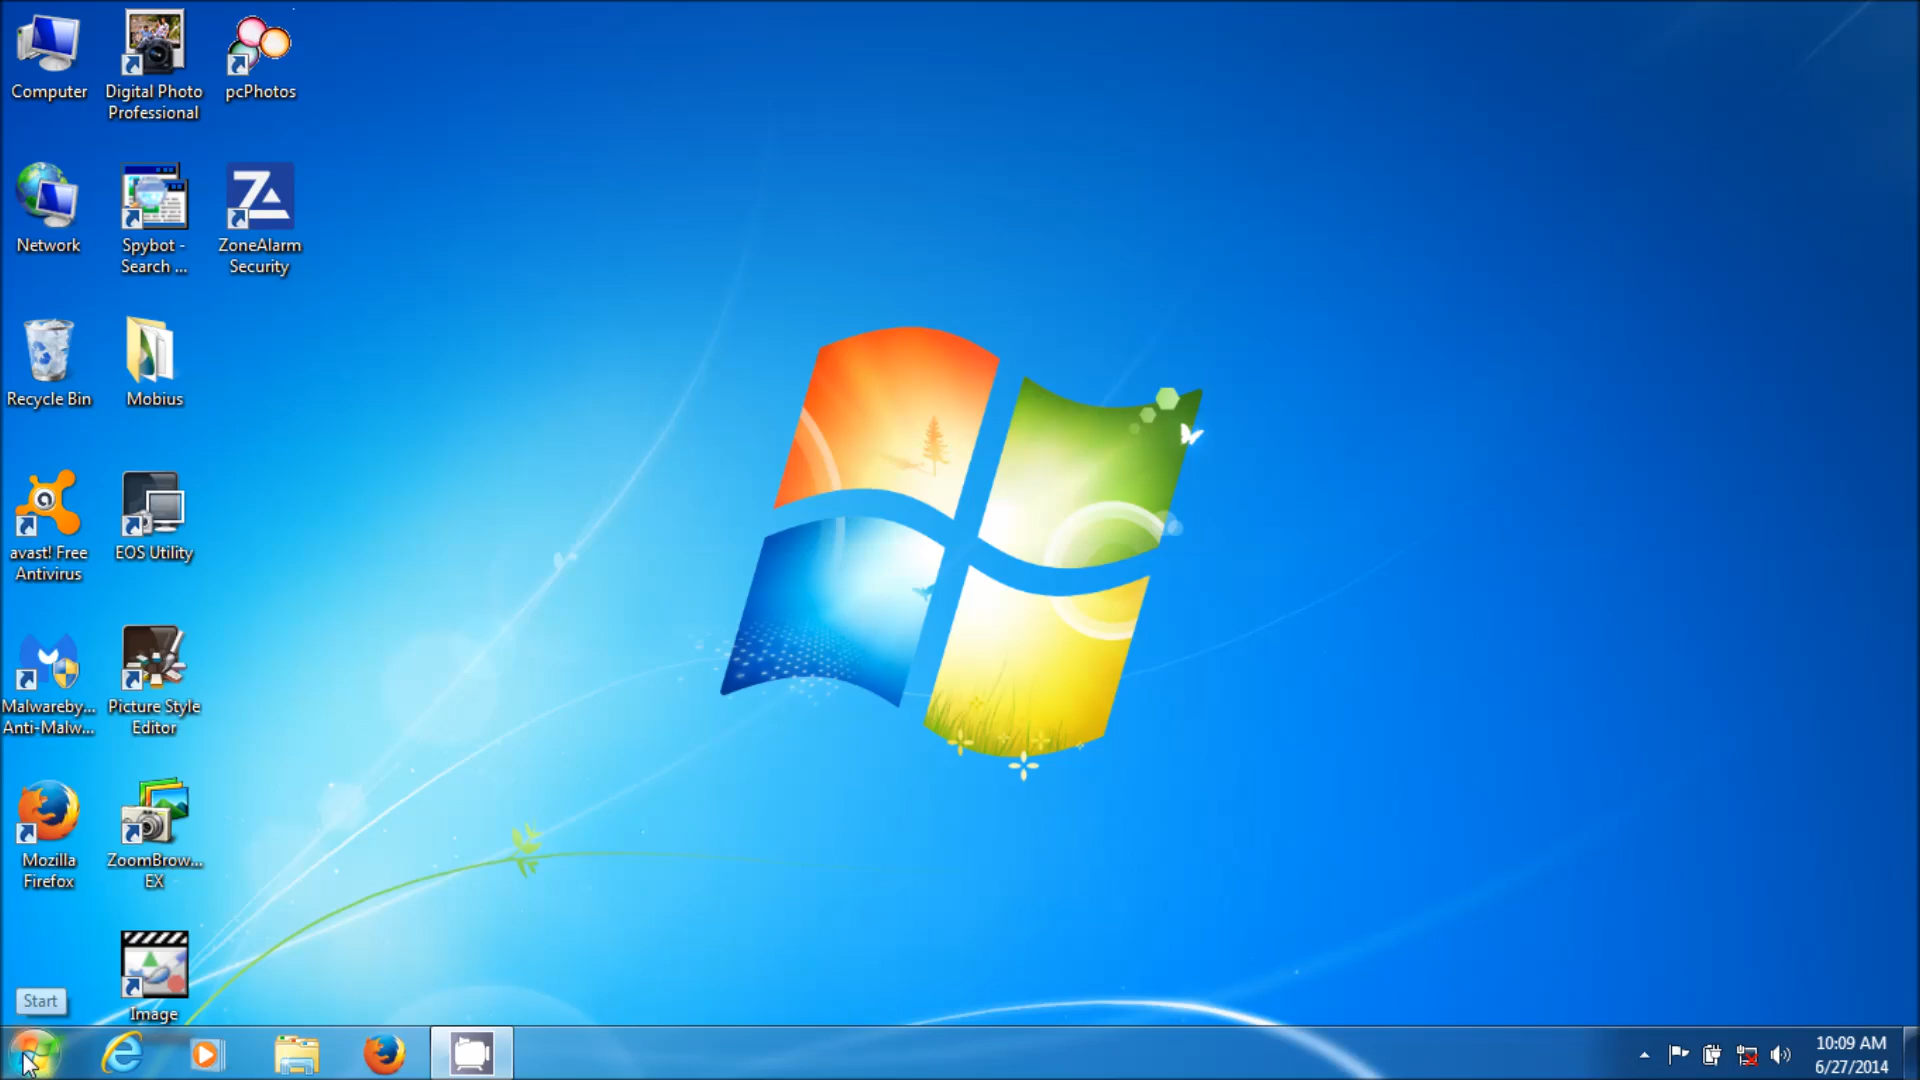 Computer
Digital Photo
Professional
pcPhotos
Network
Spybot -
Search ...
ZoneAlarm
Security
Recycle Bin
Mobius
avast! Free
Antivirus
EOS Utility
Malwareby...
Anti-Malw...
Picture Style
Editor
Mozilla
Firefox
ZoomBrow...
EX
Start
Image
10:09 AM
6/27/2014